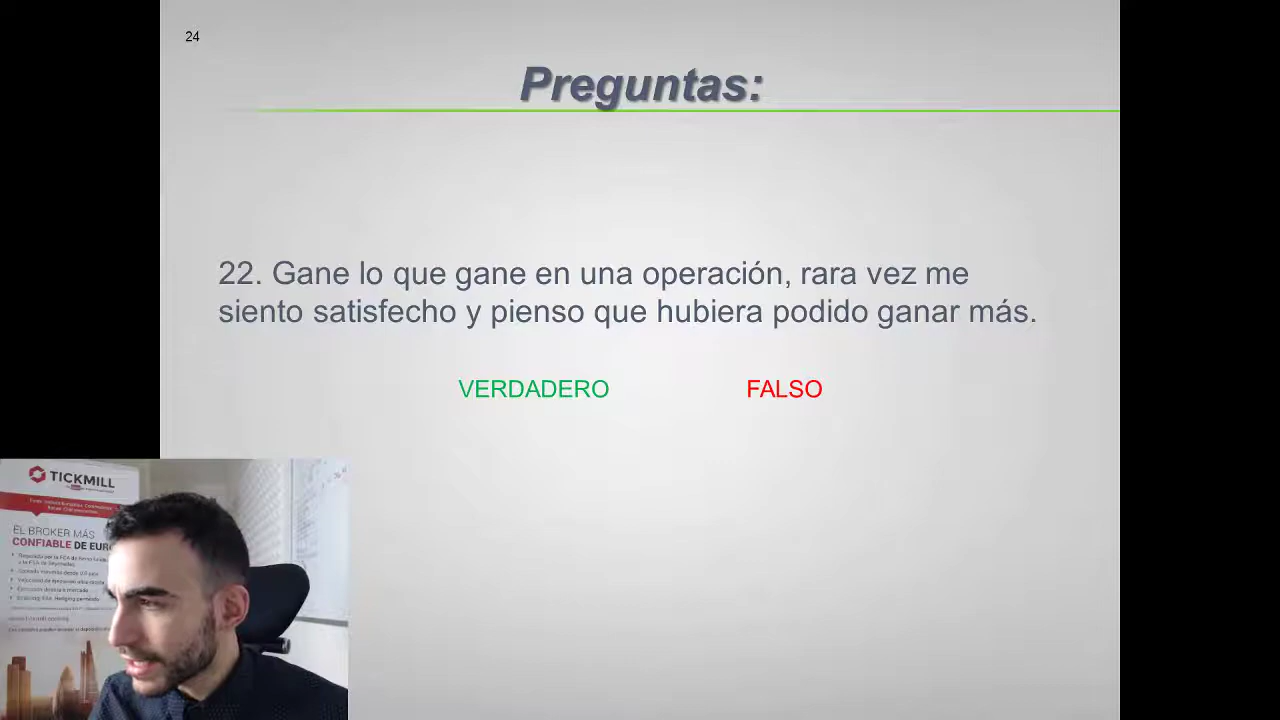 24
Preguntas:
22. Gane lo que gane en una operación, rara vez me
siento satisfecho y pienso que hubiera podido ganar más.
VERDADERO FALSO
TICKMILL
EL BROKER MÁS
CONFIABLE DE EURO